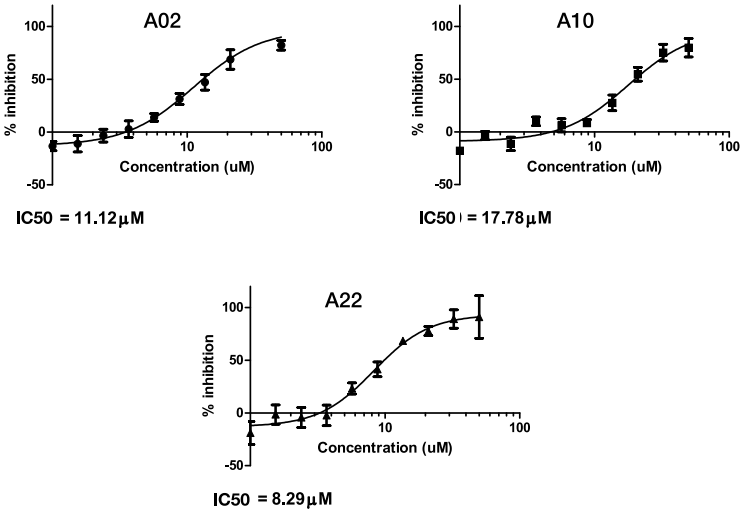 A02
100
50
0
-50
% inhibition
10
100
Concentration (uM)
IC50 = 11.12μM
A10
100
50
0
-50
% inhibition
10
100
Concentration (uM)
IC50 = 17.78μM
A22
100
50
0
-50
% inhibition
10
100
Concentration (uM)
IC50 = 8.29μM